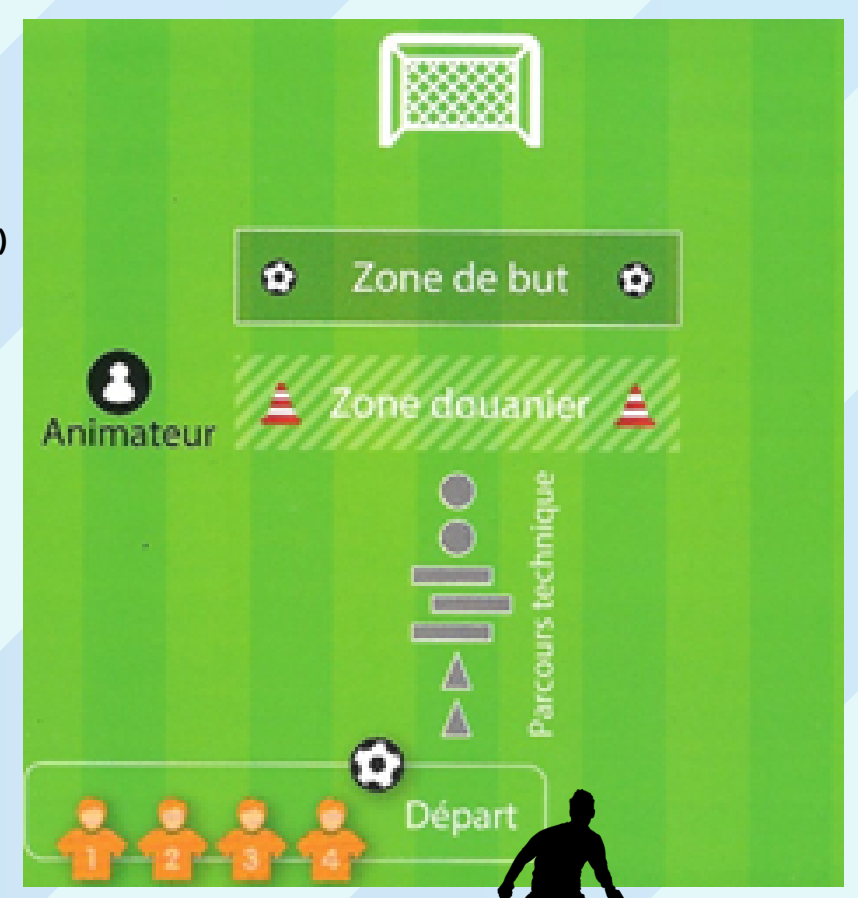 )
Zone de but
Zone douanier
Animateur
Parcours technique
Départ
1 2 3 4